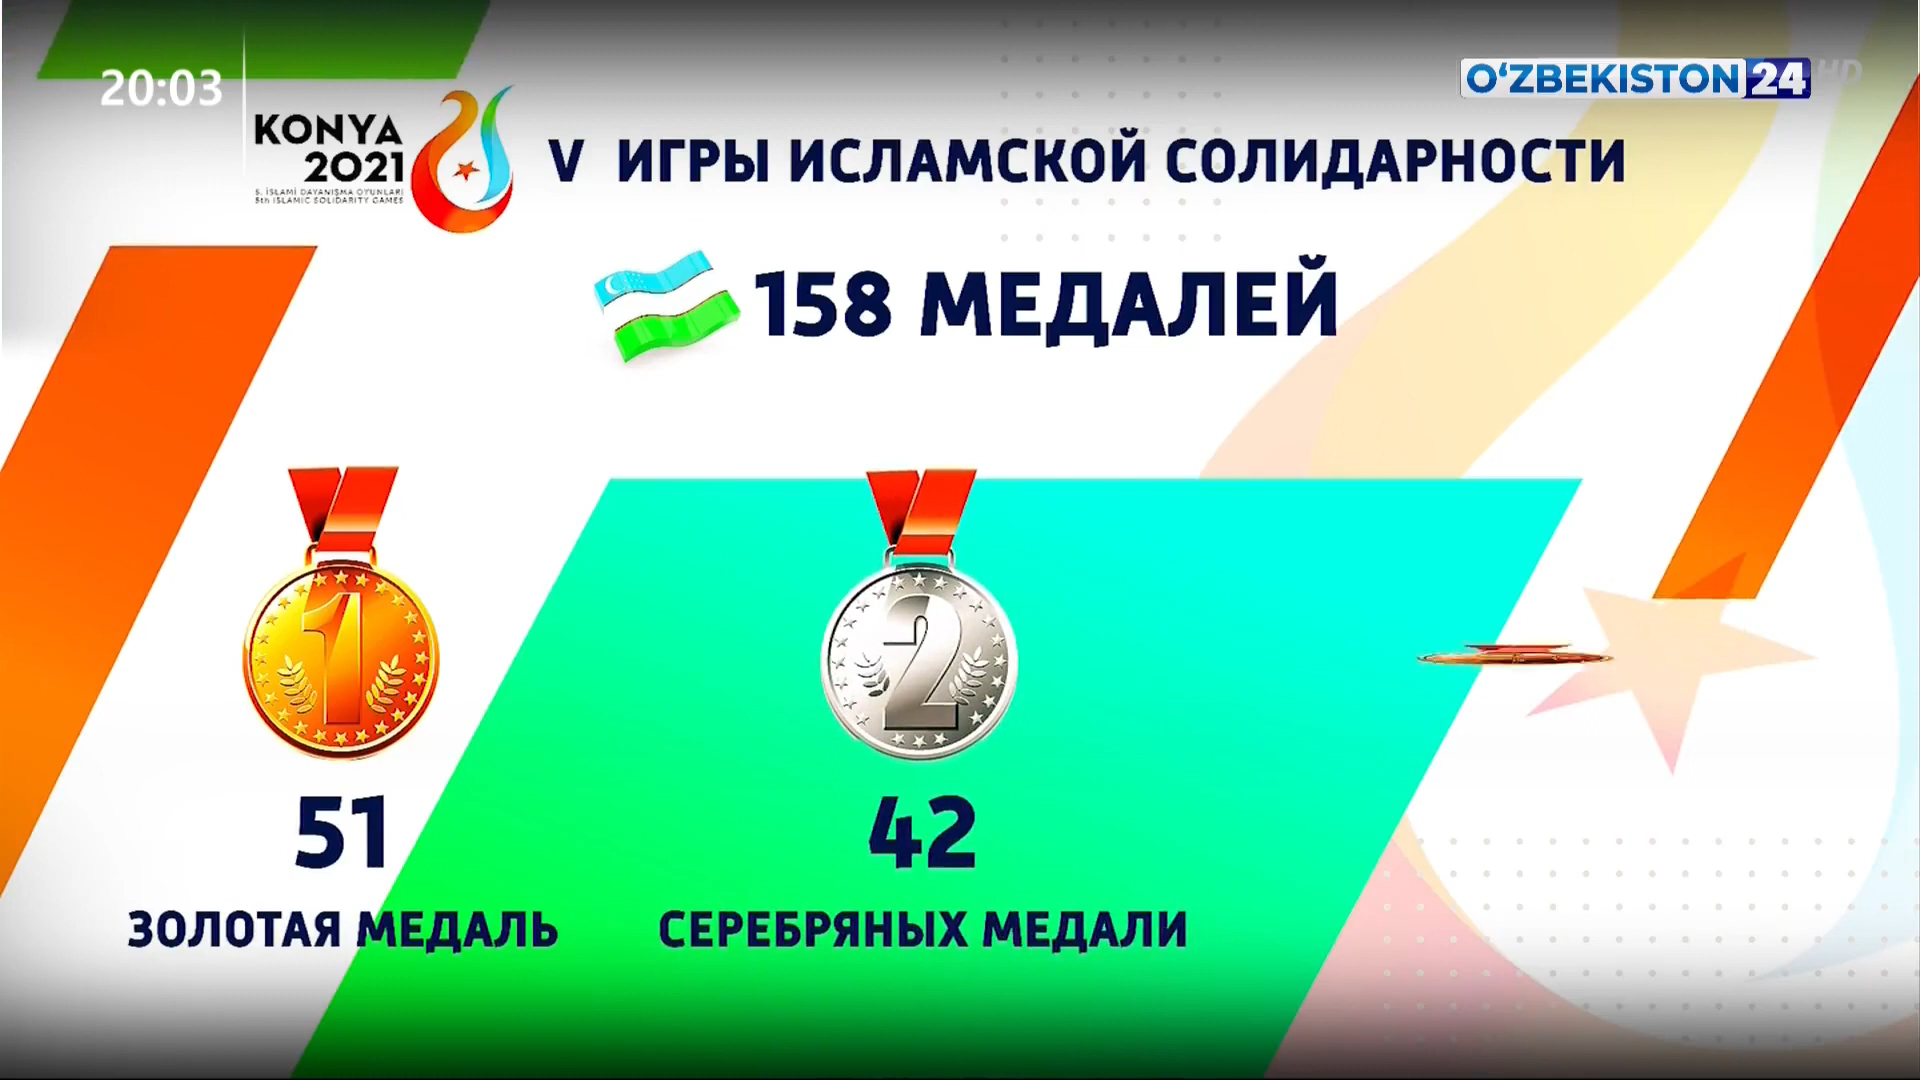 20:03
O‘ZBEKISTON 24 HD
KONYA
2021
5. İSLAMİ DAYANIŞMA OYUNLARI
5th ISLAMIC SOLIDARITY GAMES
V ИГРЫ ИСЛАМСКОЙ СОЛИДАРНОСТИ
158 МЕДАЛЕЙ
1
2
51
42
ЗОЛОТАЯ МЕДАЛЬ
СЕРЕБРЯНЫХ МЕДАЛИ